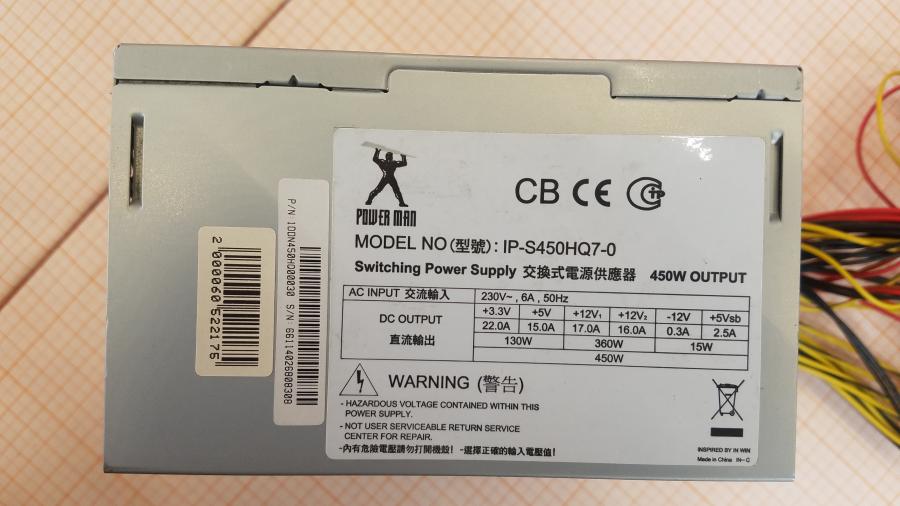 POWER MAN
CB CE
MODEL NO(型號): IP-S450HQ7-0
Switching Power Supply 交換式電源供應器 450W OUTPUT
AC INPUT 交流輸入 230V~ , 6A , 50Hz
DC OUTPUT 直流輸出 +3.3V +5V +12V₁ +12V₂ -12V +5Vsb
22.0A 15.0A 17.0A 16.0A 0.3A 2.5A
130W 360W 15W
450W
WARNING (警告)
- HAZARDOUS VOLTAGE CONTAINED WITHIN THIS
POWER SUPPLY.
- NOT USER SERVICEABLE RETURN SERVICE
CENTER FOR REPAIR.
-內有危險電壓請勿打開機殼! -選擇正確的輸入電壓值!
INSPIRED BY IN WIN
Made in China IN-C
P/N 1DDN450HQ00030 S/N 66114026808308
2 000060 522175